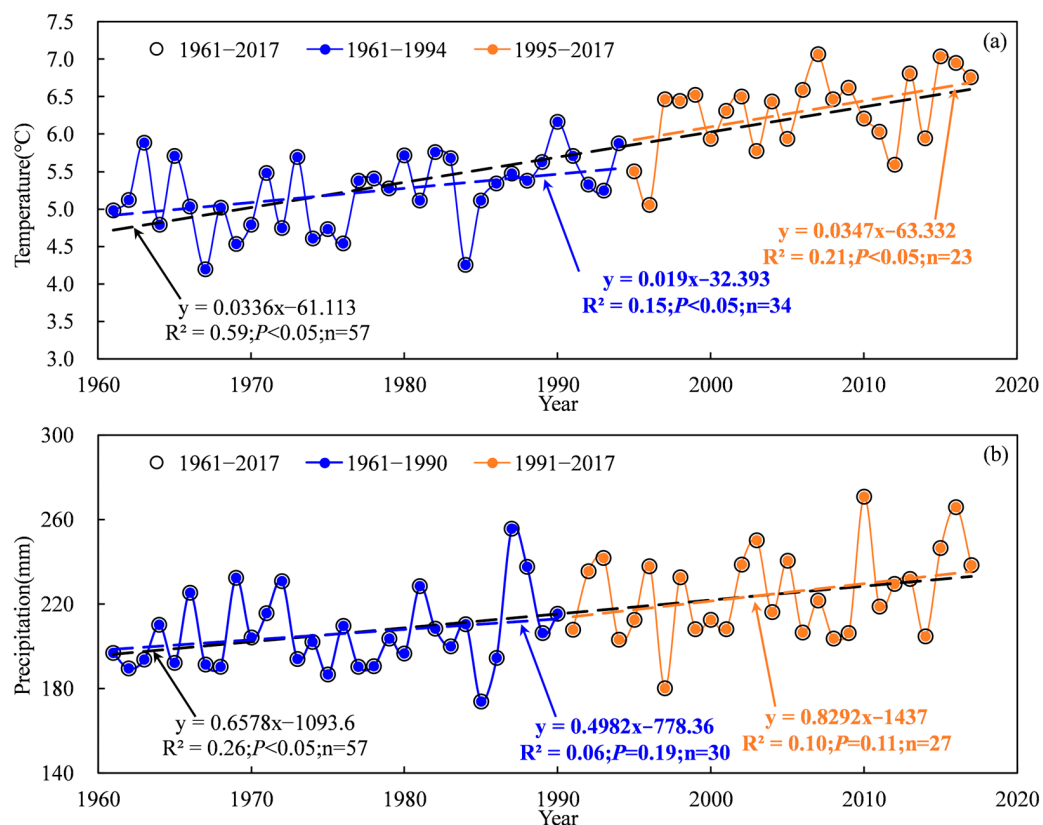 1961−2017 1961−1994 1995−2017 (a)
7.5
7.0
6.5
6.0
5.5
5.0
4.5
4.0
3.5
3.0
Temperature(℃)
y = 0.0336x−61.113
R² = 0.59;P<0.05;n=57
y = 0.019x−32.393
R² = 0.15;P<0.05;n=34
y = 0.0347x−63.332
R² = 0.21;P<0.05;n=23
1960 1970 1980 1990 2000 2010 2020
Year
1961−2017 1961−1990 1991−2017 (b)
300
260
220
180
140
Precipitation(mm)
y = 0.6578x−1093.6
R² = 0.26;P<0.05;n=57
y = 0.4982x−778.36
R² = 0.06;P=0.19;n=30
y = 0.8292x−1437
R² = 0.10;P=0.11;n=27
1960 1970 1980 1990 2000 2010 2020
Year